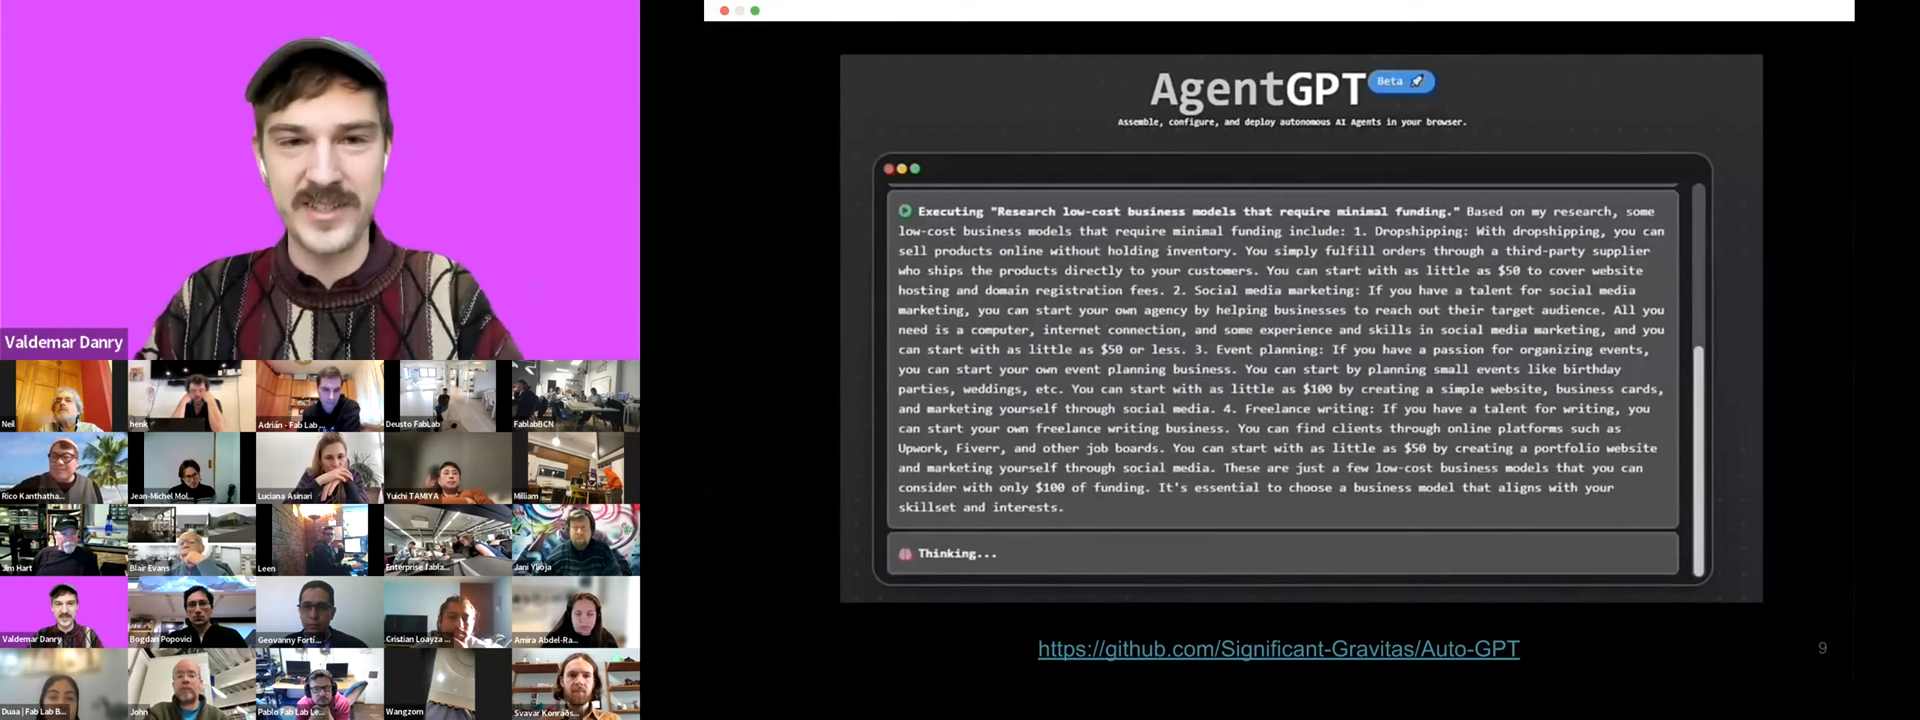 Valdemar Danry
Neil
henk
Adrián - Fab Lab...
Deusto FabLab
FablabBCN
Rico Kanthatha...
Jean-Michel Mol...
Luciana Asinari
Yuichi TAMIYA
Milliam
Jim Hart
Blair Evans
Leen
Enterprise fabla...
Jani Ylioja
Valdemar Danry
Bogdan Popovici
Geovanny Fortí...
Cristian Loayza ...
Amira Abdel-Ra...
Duaa | Fab Lab B...
John
Pablo Fab Lab Le...
Wangzom
Svavar Konráðs...
AgentGPT
Beta
Assemble, configure, and deploy autonomous AI Agents in your browser.
Executing "Research low-cost business models that require minimal funding." Based on my research, some
low-cost business models that require minimal funding include: 1. Dropshipping: With dropshipping, you can
sell products online without holding inventory. You simply fulfill orders through a third-party supplier
who ships the products directly to your customers. You can start with as little as $50 to cover website
hosting and domain registration fees. 2. Social media marketing: If you have a talent for social media
marketing, you can start your own agency by helping businesses to reach out their target audience. All you
need is a computer, internet connection, and some experience and skills in social media marketing, and you
can start with as little as $50 or less. 3. Event planning: If you have a passion for organizing events,
you can start your own event planning business. You can start by planning small events like birthday
parties, weddings, etc. You can start with as little as $100 by creating a simple website, business cards,
and marketing yourself through social media. 4. Freelance writing: If you have a talent for writing, you
can start your own freelance writing business. You can find clients through online platforms such as
Upwork, Fiverr, and other job boards. You can start with as little as $50 by creating a portfolio website
and marketing yourself through social media. These are just a few low-cost business models that you can
consider with only $100 of funding. It's essential to choose a business model that aligns with your
skillset and interests.
Thinking...
https://github.com/Significant-Gravitas/Auto-GPT
9